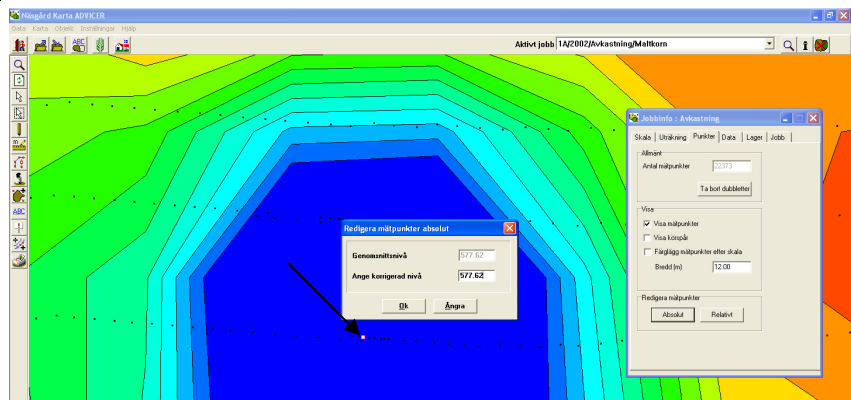 Näsgård Karta ADVICER
Data Karta Objekt Inställningar Hjälp
Aktivt jobb 1A/2002/Avkastning/Maltkorn
m
ABC
Jobbinfo : Avkastning
Skala Uträkning Punkter Data Lager Jobb
Allmänt
Antal mätpunkter 22373
Ta bort dubbletter
Visa
Visa mätpunkter
Visa körspår
Färglägg mätpunkter efter skala
Bredd (m) 12.00
Redigera mätpunkter
Absolut Relativt
Redigera mätpunkter absolut
Genomsnittsnivå 577.62
Ange korrigerad nivå 577.62
Ok Ångra